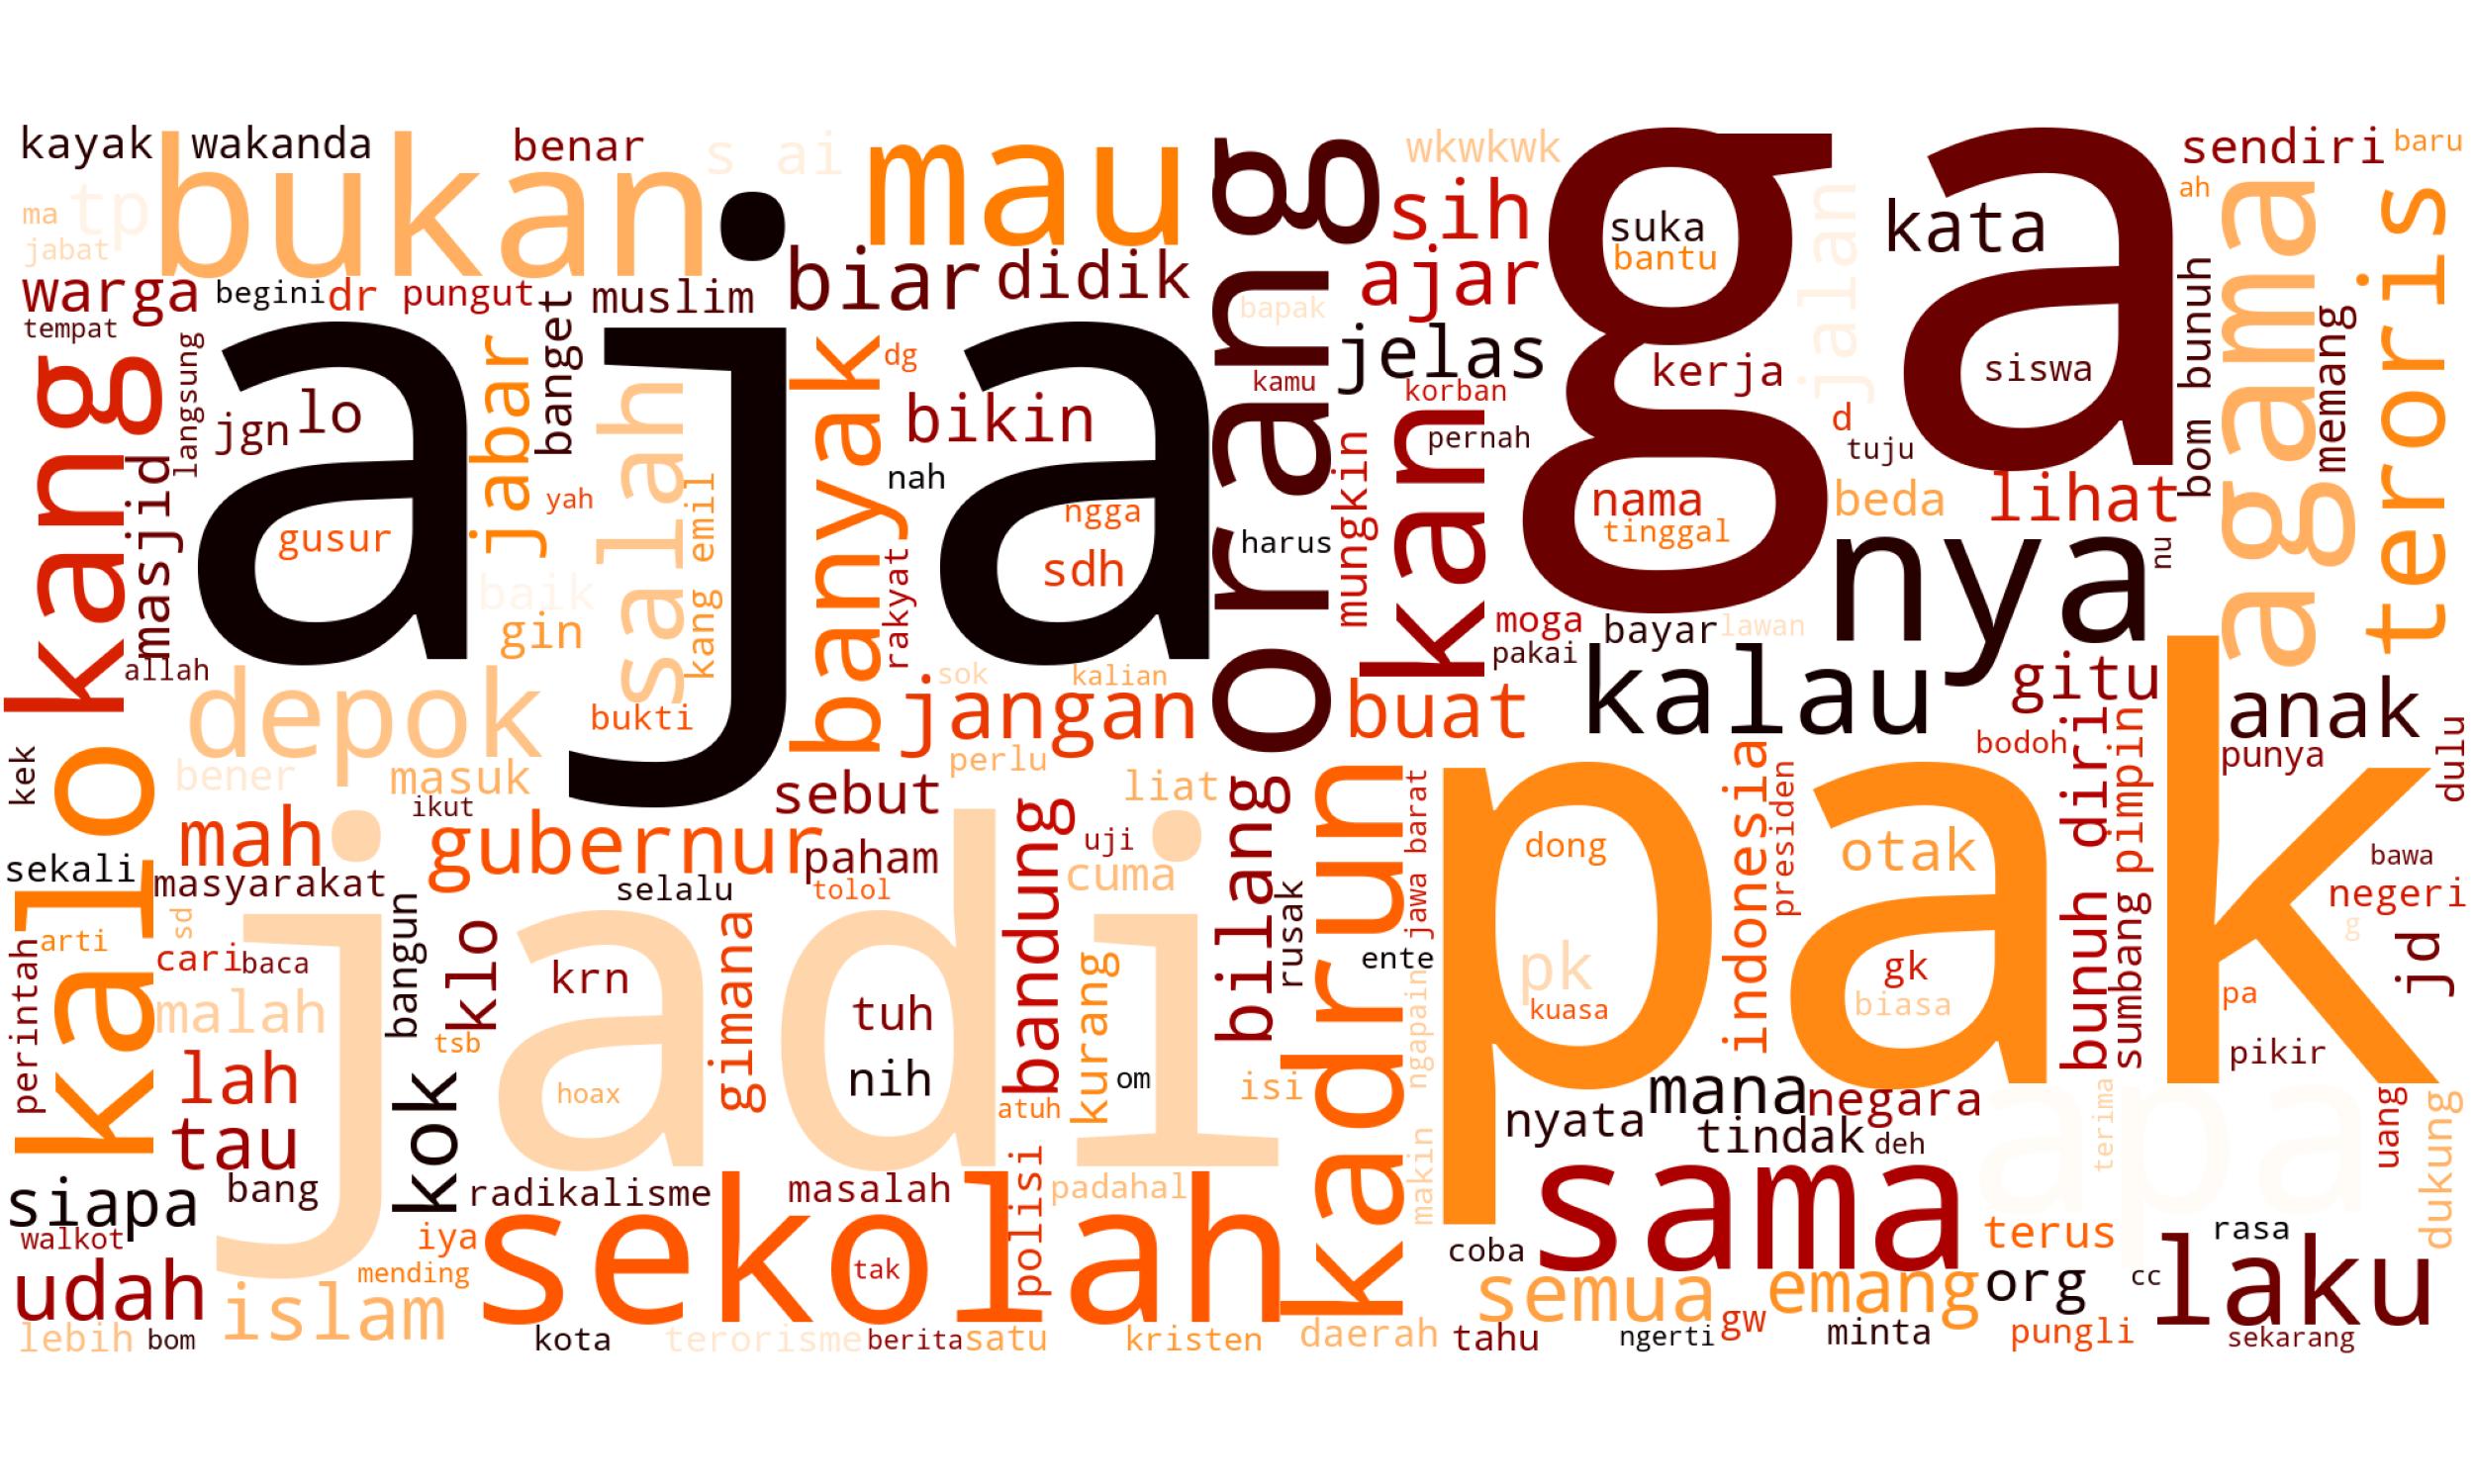 kayak
wakanda
benar
s ai
mau
wkwkwk
ga
sendiri
baru
bukan
tp
ma
jabat
orang
sih
suka
bantu
jalan
kata
ah
agama
teroris
warga
begini
dr
pungut
muslim
biar
didik
bapak
ajar
bom bunuh
memang
tempat
langsung
kang
masjid
aja
jgn
lo
jabar
banget
salah
banyak
dg
bikin
nah
kamu
jelas
korban
kan
pernah
kerja
siswa
d
tuju
gusur
yah
kang emil
ngga
sdh
harus
mungkin
nama
tinggal
beda
lihat
nya
nu
baik
gin
rakyat
moga
pakai
bayar
lawan
allah
depok
bukti
sok
kalian
jangan
buat
kalau
gitu
anak
kek
kalo
bener
masuk
perlu
liat
bodoh
punya
dulu
ikut
sebut
bilang
kadrun
jawa barat
pak
dong
indonesia
presiden
otak
bunuh diri
pimpin
mah
gubernur
paham
bandung
uji
cuma
sekali
masyarakat
selalu
tolol
rusak
bawa
negeri
perintah
arti
sd
cari
baca
bangun
klo
jadi
krn
gimana
tuh
kurang
ente
pk
kuasa
gk
biasa
sumbang
g
jd
malah
tsb
nih
om
ngapain
pa
pikir
lah
hoax
atuh
isi
mana
negara
apa
terima
uang
dukung
tau
kok
nyata
tindak
deh
siapa
bang
radikalisme
masalah
polisi
padahal
makin
sama
walkot
iya
sekolah
tak
coba
terus
rasa
laku
udah
mending
islam
semua
emang
org
cc
lebih
bom
kota
terorisme
berita
satu
kristen
daerah
tahu
ngerti
gw
minta
pungli
sekarang